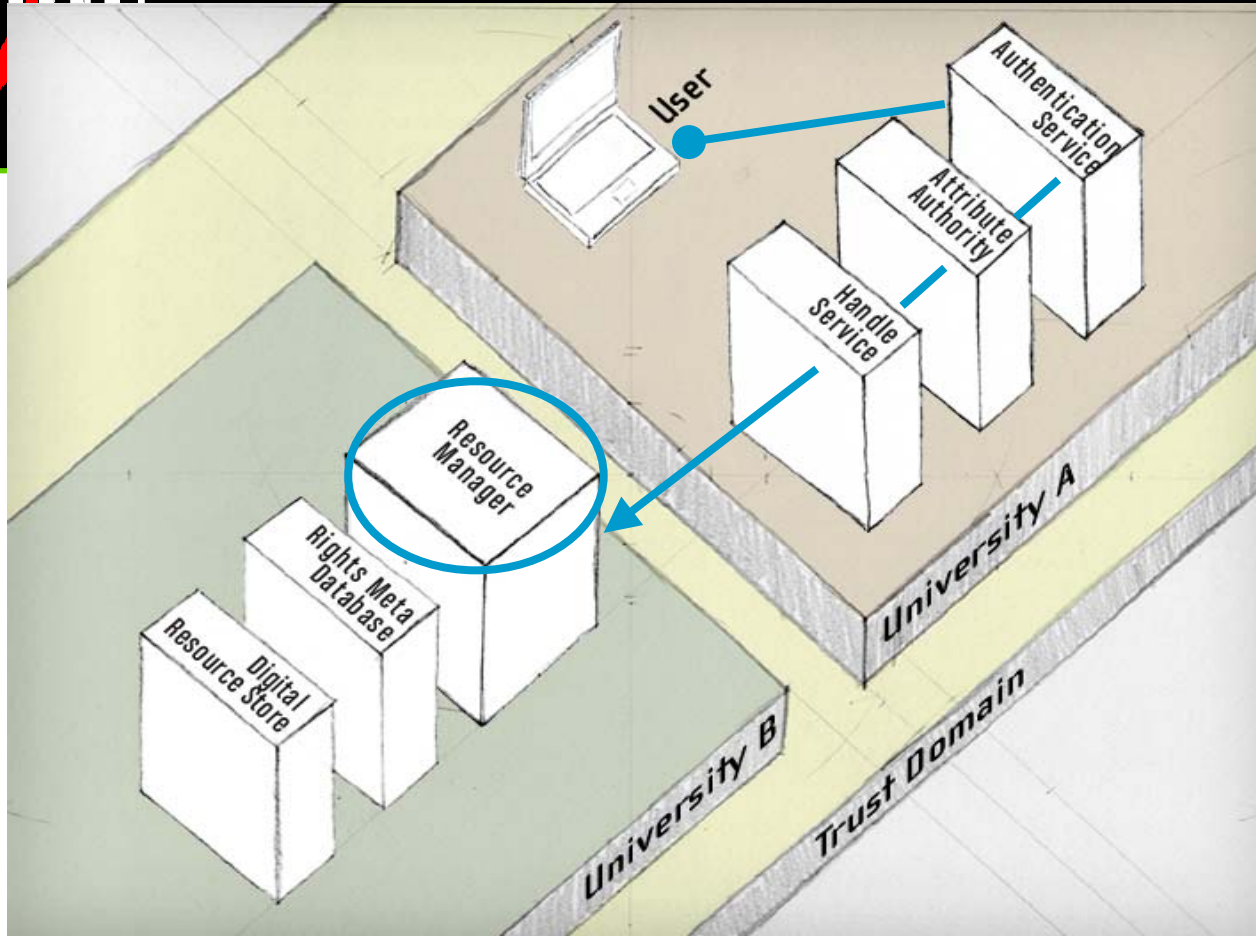 User
Authentication
Service
Attribute
Authority
Handle
Service
Resource
Manager
Rights Meta
Database
Digital
Resource Store
University A
University B
Trust Domain